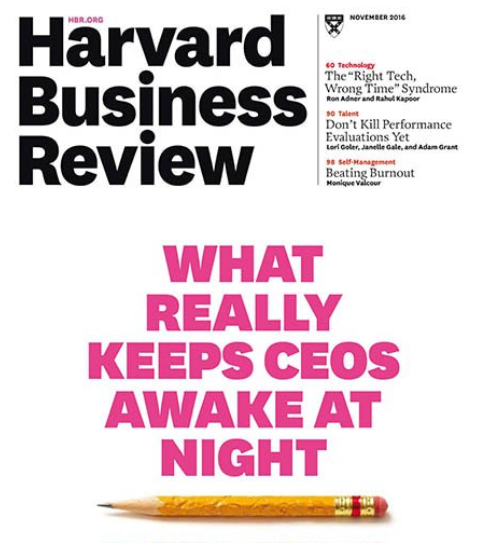 HBR.ORG
Harvard
Business
Review
NOVEMBER 2016
60 Technology
The “Right Tech,
Wrong Time” Syndrome
Ron Adner and Rahul Kapoor
90 Talent
Don’t Kill Performance
Evaluations Yet
Lori Goler, Janelle Gale, and Adam Grant
98 Self-Management
Beating Burnout
Monique Valcour
WHAT
REALLY
KEEPS CEOS
AWAKE AT
NIGHT